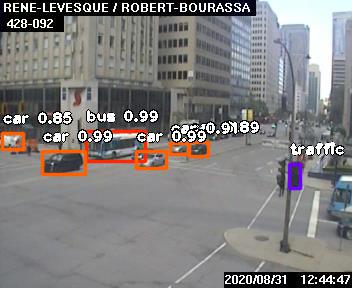 RENE-LEVESQUE / ROBERT-BOURASSA
428-092
car 0.85
bus 0.99
car 0.99
car 0.99
traffic
2020/08/31 12:44:47